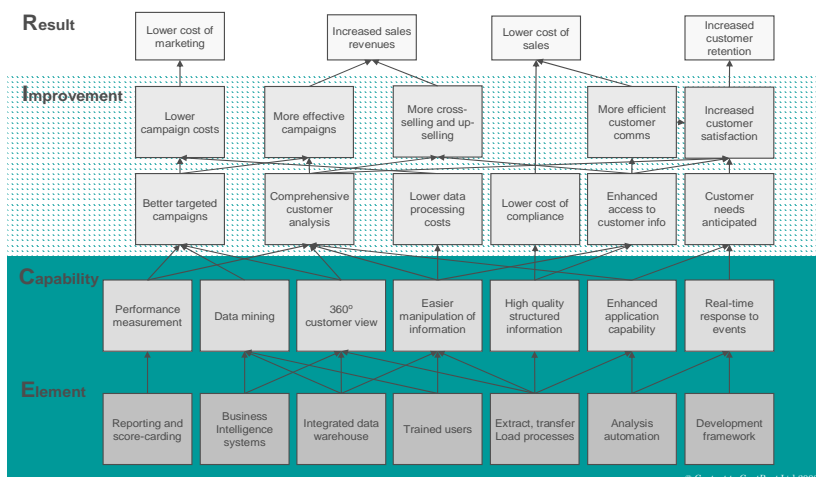 Result
Lower cost of
marketing
Increased sales
revenues
Lower cost of
sales
Increased
customer
retention
Improvement
Lower
campaign costs
More effective
campaigns
More cross-
selling and up-
selling
More efficient
customer
comms
Increased
customer
satisfaction
Better targeted
campaigns
Comprehensive
customer
analysis
Lower data
processing
costs
Lower cost of
compliance
Enhanced
access to
customer info
Customer
needs
anticipated
Capability
Performance
measurement
Data mining
360º
customer view
Easier
manipulation of
information
High quality
structured
information
Enhanced
application
capability
Real-time
response to
events
Element
Reporting and
score-carding
Business
Intelligence
systems
Integrated data
warehouse
Trained users
Extract, transfer
Load processes
Analysis
automation
Development
framework